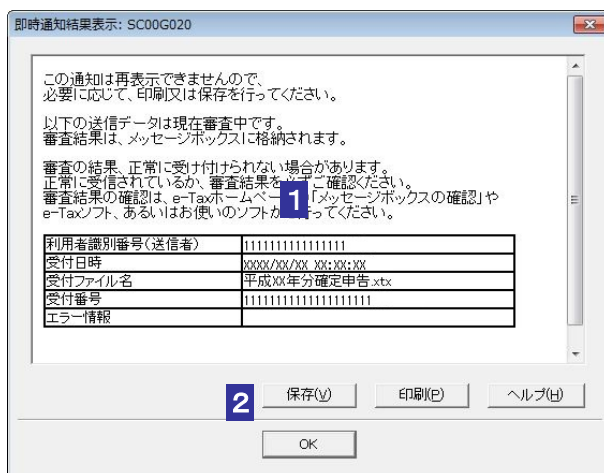 即時通知結果表示: SC00G020
この通知は再表示できませんので、
必要に応じて、印刷又は保存を行ってください。
以下の送信データは現在審査中です。
審査結果は、メッセージボックスに格納されます。
審査の結果、正常に受け付けられない場合があります。
正常に受信されているか、審査結果を必ずご確認ください。
審査結果の確認は、e-Taxホームペー 「メッセージボックスの確認」や
e-Taxソフト、あるいはお使いのソフトか 行ってください。
1
利用者識別番号(送信者) 1111111111111111
受付日時 XXXX/XX/XX XX:XX:XX
受付ファイル名 平成XX年分確定申告.xtx
受付番号 11111111111111111111
エラー情報
2 保存(V) 印刷(P) ヘルプ(H)
OK